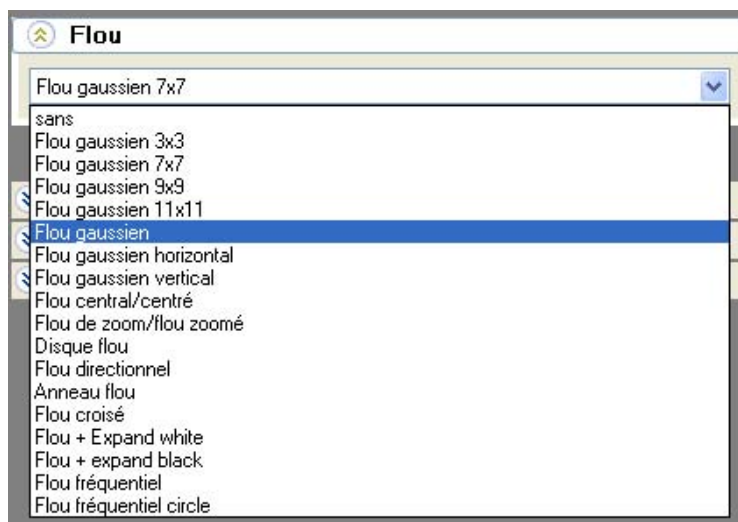 Flou
Flou gaussien 7x7
sans
Flou gaussien 3x3
Flou gaussien 7x7
Flou gaussien 9x9
Flou gaussien 11x11
Flou gaussien
Flou gaussien horizontal
Flou gaussien vertical
Flou central/centré
Flou de zoom/flou zoomé
Disque flou
Flou directionnel
Anneau flou
Flou croisé
Flou + Expand white
Flou + expand black
Flou fréquentiel
Flou fréquentiel circle